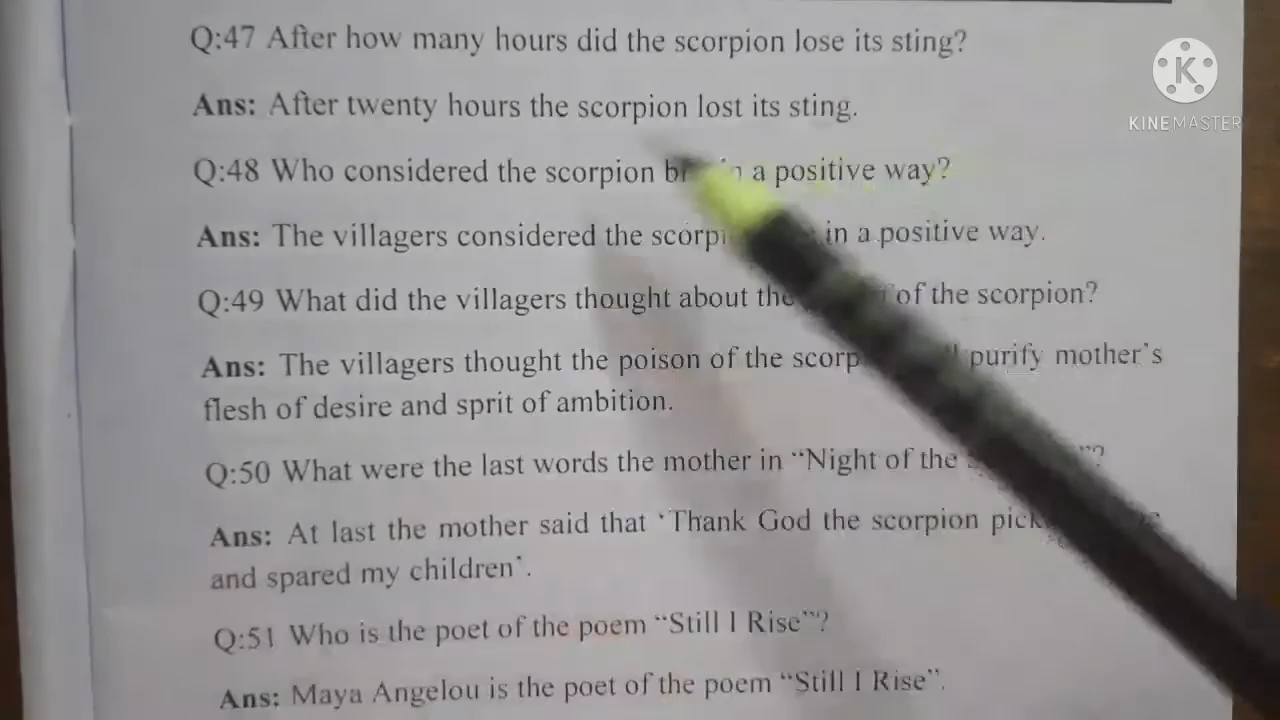 Q:47 After how many hours did the scorpion lose its sting?
KINEMASTER
Ans: After twenty hours the scorpion lost its sting.
Q:48 Who considered the scorpion in a positive way?
Ans: The villagers considered the in a positive way.
Q:49 What did the villagers thought about the of the scorpion?
Ans: The villagers thought the poison of the purify mother's
flesh of desire and sprit of ambition.
Q:50 What were the last words the mother in “Night of the ”?
Ans: At last the mother said that ‘Thank God the scorpion
and spared my children’.
Q:51 Who is the poet of the poem “Still I Rise”?
Ans: Maya Angelou is the poet of the poem “Still I Rise”.